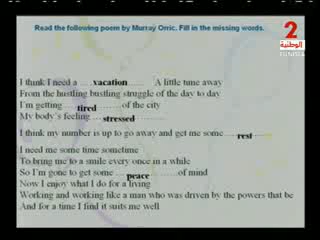 Read the following poem by Murray Orric. Fill in the missing words.
2
الوطنية
I think I need a ....vacation.... A little time away
From the hustling bustling struggle of the day to day
I'm getting ....tired.... of the city
My body's feeling ....stressed....
I think my number is up to go away and get me some ....rest....
I need me some time sometime
To bring me to a smile every once in a while
So I'm gone to get some ....peace.... of mind
Now I enjoy what I do for a living
Working and working like a man who was driven by the powers that be
And for a time I find it suits me well